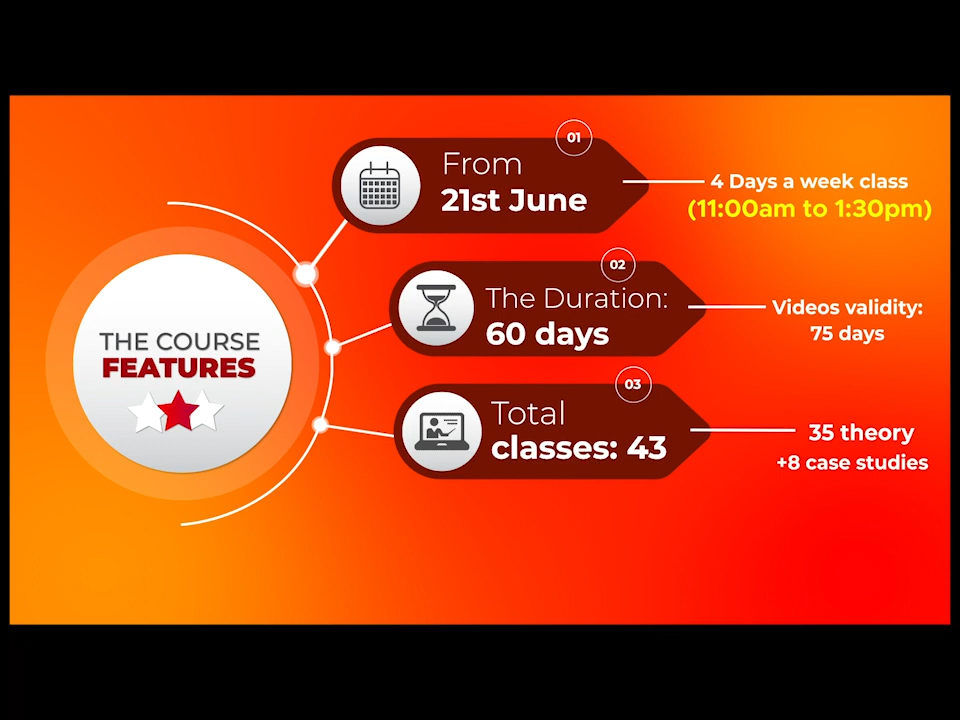 THE COURSE
FEATURES
01
From
21st June
4 Days a week class
(11:00am to 1:30pm)
02
The Duration:
60 days
Videos validity:
75 days
03
Total
classes: 43
35 theory
+8 case studies